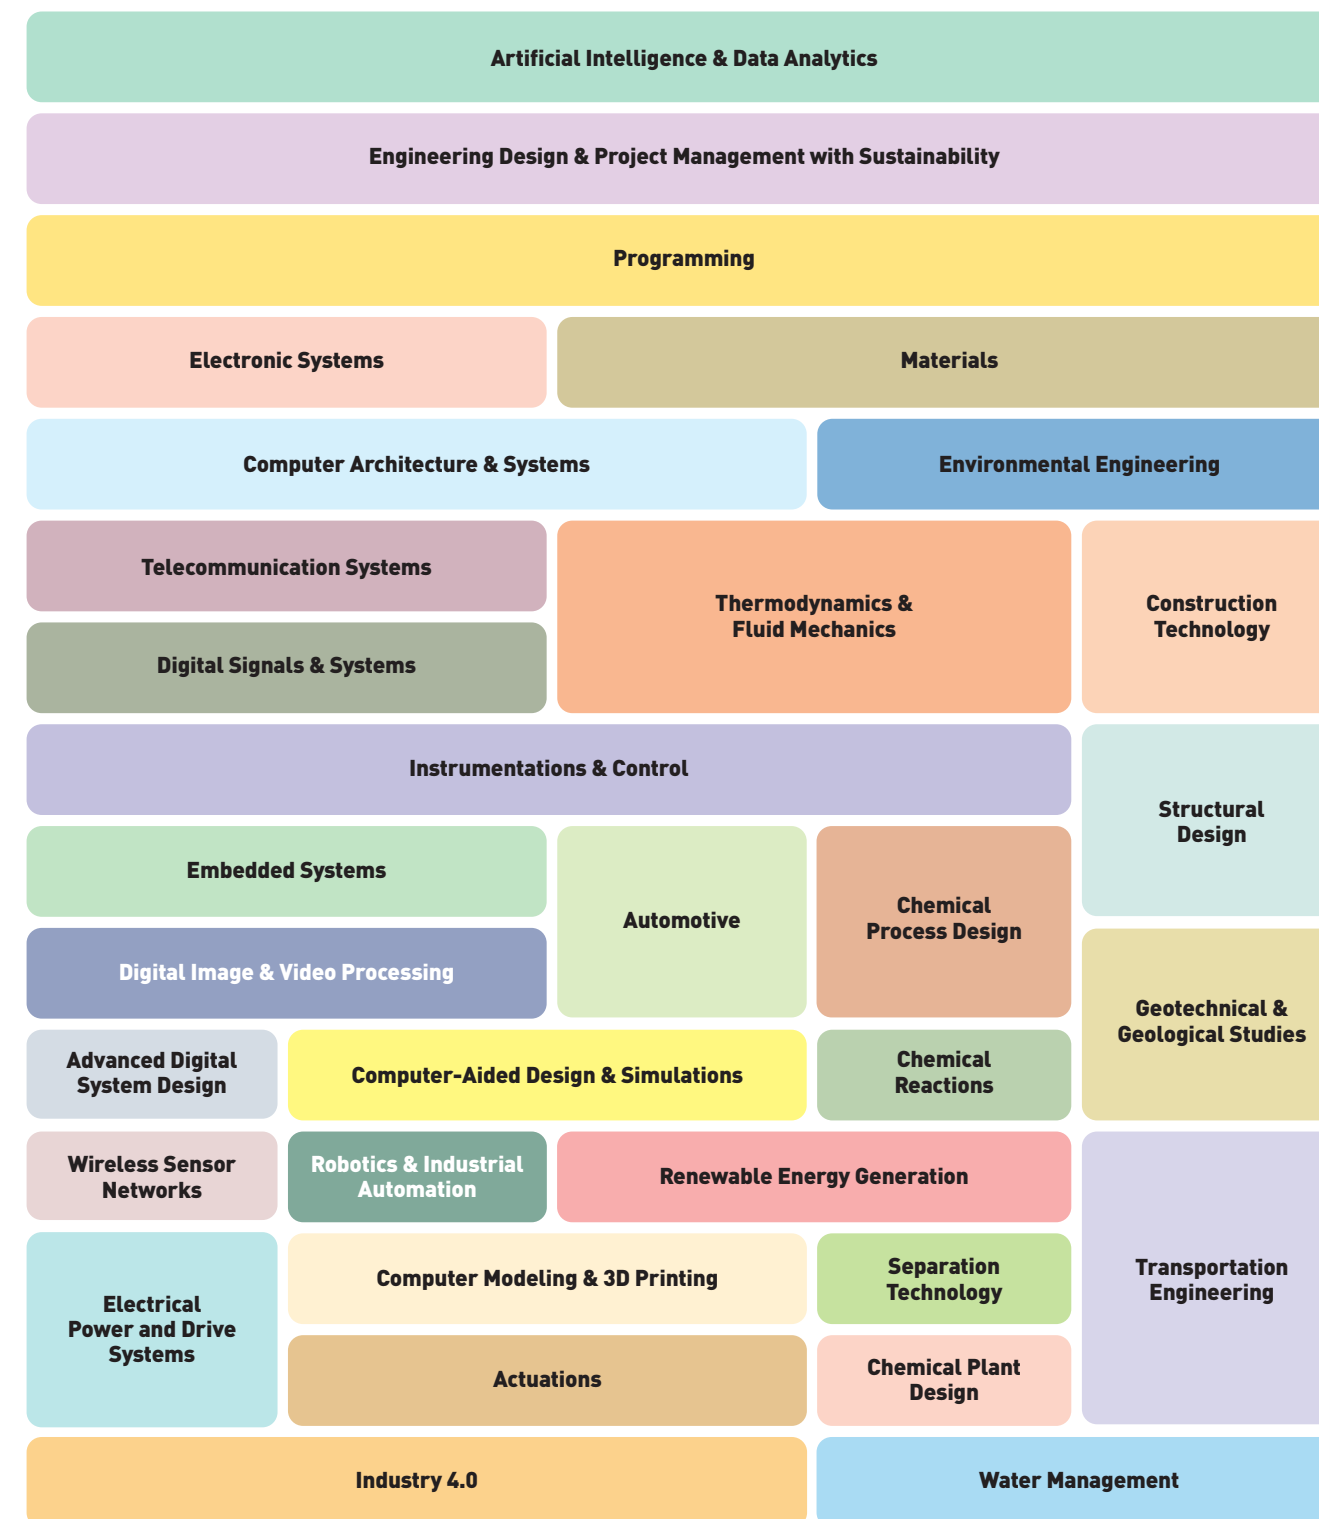 Artificial Intelligence & Data Analytics
Engineering Design & Project Management with Sustainability
Programming
Electronic Systems
Materials
Computer Architecture & Systems
Environmental Engineering
Telecommunication Systems
Thermodynamics &
Fluid Mechanics
Construction
Technology
Digital Signals & Systems
Instrumentations & Control
Structural
Design
Embedded Systems
Automotive
Chemical
Process Design
Digital Image & Video Processing
Geotechnical &
Geological Studies
Advanced Digital
System Design
Computer-Aided Design & Simulations
Chemical
Reactions
Wireless Sensor
Networks
Robotics & Industrial
Automation
Renewable Energy Generation
Transportation
Engineering
Electrical
Power and Drive
Systems
Computer Modeling & 3D Printing
Separation
Technology
Actuations
Chemical Plant
Design
Industry 4.0
Water Management